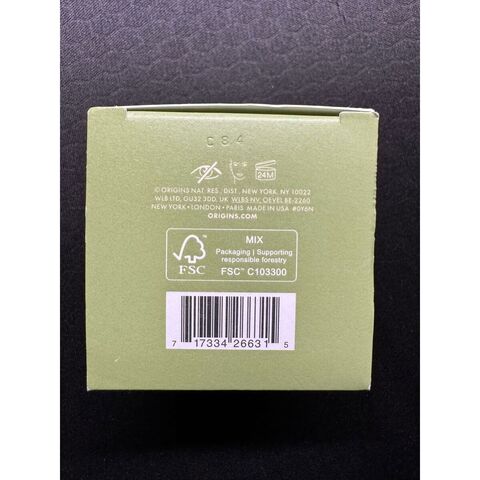 C84
24M
© ORIGINS NAT. RES., DIST., NEW YORK, NY 10022
WLB LTD, GU32 3DD, UK WLBS NV, OEVEL BE-2260
NEW YORK • LONDON • PARIS MADE IN USA #0Y6N
ORIGINS.COM
FSC
MIX
Packaging | Supporting
responsible forestry
FSC™ C103300
7 17334 26631 5